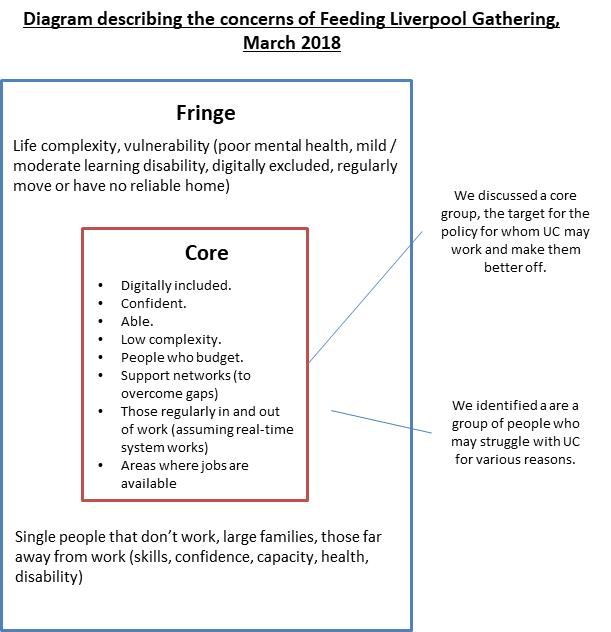 Diagram describing the concerns of Feeding Liverpool Gathering,
March 2018
Fringe
Life complexity, vulnerability (poor mental health, mild /
moderate learning disability, digitally excluded, regularly
move or have no reliable home)
Core
• Digitally included.
• Confident.
• Able.
• Low complexity.
• People who budget.
• Support networks (to
overcome gaps)
• Those regularly in and out
of work (assuming real-time
system works)
• Areas where jobs are
available
Single people that don't work, large families, those far
away from work (skills, confidence, capacity, health,
disability)
We discussed a core
group, the target for the
policy for whom UC may
work and make them
better off.
We identified a are a
group of people who
may struggle with UC
for various reasons.